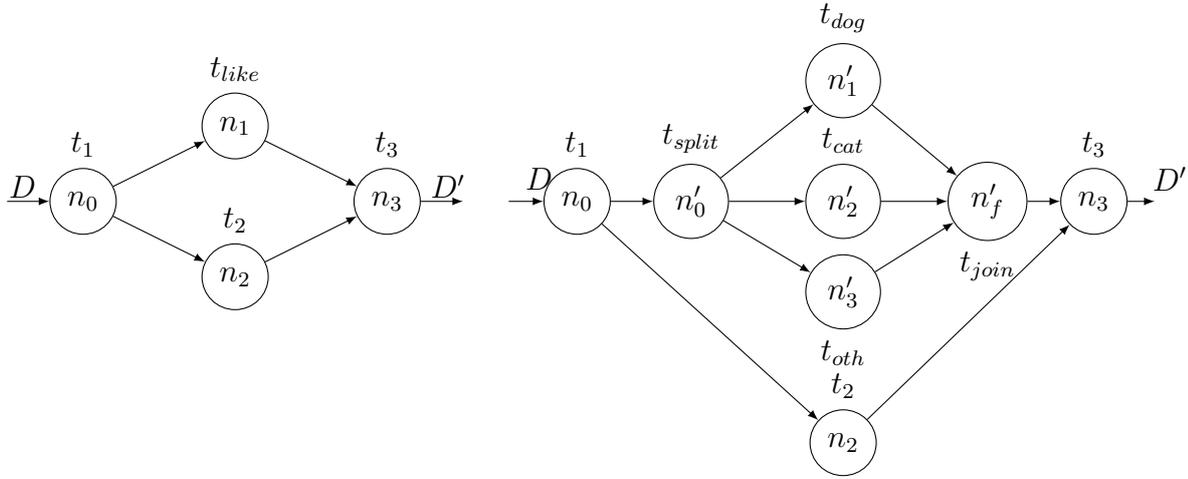 t_like
t_1
n_1
t_3
D
n_0
n_3
D′
t_2
n_2
t_dog
n′_1
t_1
t_split
t_cat
t_3
D
n_0
n′_0
n′_2
n′_f
n_3
D′
n′_3
t_join
t_oth
t_2
n_2